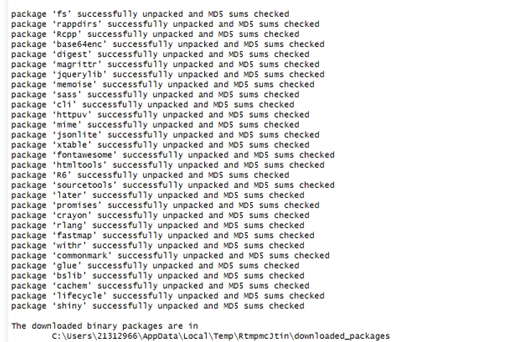 package ‘fs’ successfully unpacked and MD5 sums checked
package ‘rappdirs’ successfully unpacked and MD5 sums checked
package ‘Rcpp’ successfully unpacked and MD5 sums checked
package ‘base64enc’ successfully unpacked and MD5 sums checked
package ‘digest’ successfully unpacked and MD5 sums checked
package ‘magrittr’ successfully unpacked and MD5 sums checked
package ‘jquerylib’ successfully unpacked and MD5 sums checked
package ‘memoise’ successfully unpacked and MD5 sums checked
package ‘sass’ successfully unpacked and MD5 sums checked
package ‘cli’ successfully unpacked and MD5 sums checked
package ‘httpuv’ successfully unpacked and MD5 sums checked
package ‘mime’ successfully unpacked and MD5 sums checked
package ‘jsonlite’ successfully unpacked and MD5 sums checked
package ‘xtable’ successfully unpacked and MD5 sums checked
package ‘fontawesome’ successfully unpacked and MD5 sums checked
package ‘htmltools’ successfully unpacked and MD5 sums checked
package ‘R6’ successfully unpacked and MD5 sums checked
package ‘sourcetools’ successfully unpacked and MD5 sums checked
package ‘later’ successfully unpacked and MD5 sums checked
package ‘promises’ successfully unpacked and MD5 sums checked
package ‘crayon’ successfully unpacked and MD5 sums checked
package ‘rlang’ successfully unpacked and MD5 sums checked
package ‘fastmap’ successfully unpacked and MD5 sums checked
package ‘withr’ successfully unpacked and MD5 sums checked
package ‘commonmark’ successfully unpacked and MD5 sums checked
package ‘glue’ successfully unpacked and MD5 sums checked
package ‘bslib’ successfully unpacked and MD5 sums checked
package ‘cachem’ successfully unpacked and MD5 sums checked
package ‘lifecycle’ successfully unpacked and MD5 sums checked
package ‘shiny’ successfully unpacked and MD5 sums checked
The downloaded binary packages are in
C:\Users\21312966\AppData\Local\Temp\RtmpmcJtin\downloaded_packages